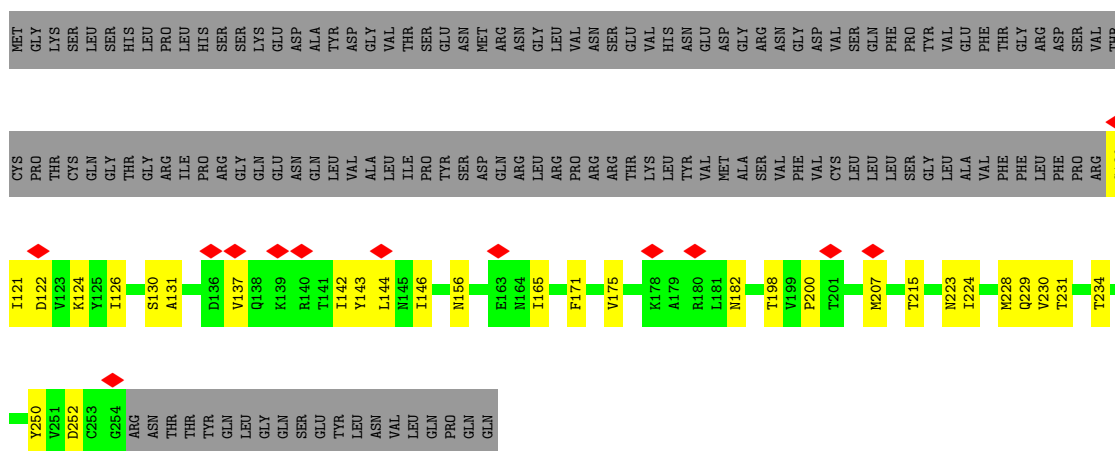 MET GLY LYS SER LEU SER HIS LEU PRO LEU HIS SER SER LYS GLU ASP ALA TYR ASP GLY VAL THR SER GLU ASN MET ARG ASN GLY LEU VAL ASN SER GLU VAL HIS ASN GLU ASP GLY ARG ASN GLY ASP VAL SER GLN PHE PRO TYR VAL GLU PHE THR GLY ARG ASP SER VAL THR
CYS PRO THR CYS GLN GLY THR GLY ARG ILE PRO ARG GLY GLN GLU ASN GLN LEU VAL ALA LEU ILE PRO TYR SER ASP GLN ARG LEU ARG PRO ARG ARG THR LYS LEU TYR VAL MET ALA SER VAL PHE VAL CYS LEU LEU LEU SER GLY LEU ALA VAL PHE PHE LEU PHE PRO ARG
I121 D122 V123 K124 Y125 I126 S130 A131 D136 V137 Q138 K139 R140 T141 I142 Y143 L144 N145 I146 N156 E163 N164 I165 F171 V175 K178 A179 R180 L181 N182 T198 V199 P200 T201 M207 T215 N223 I224 M228 Q229 V230 T231 T234
Y250 V251 D252 C253 G254 ARG ASN THR THR TYR GLN LEU GLY GLN SER GLU TYR LEU ASN VAL LEU GLN PRO GLN GLN